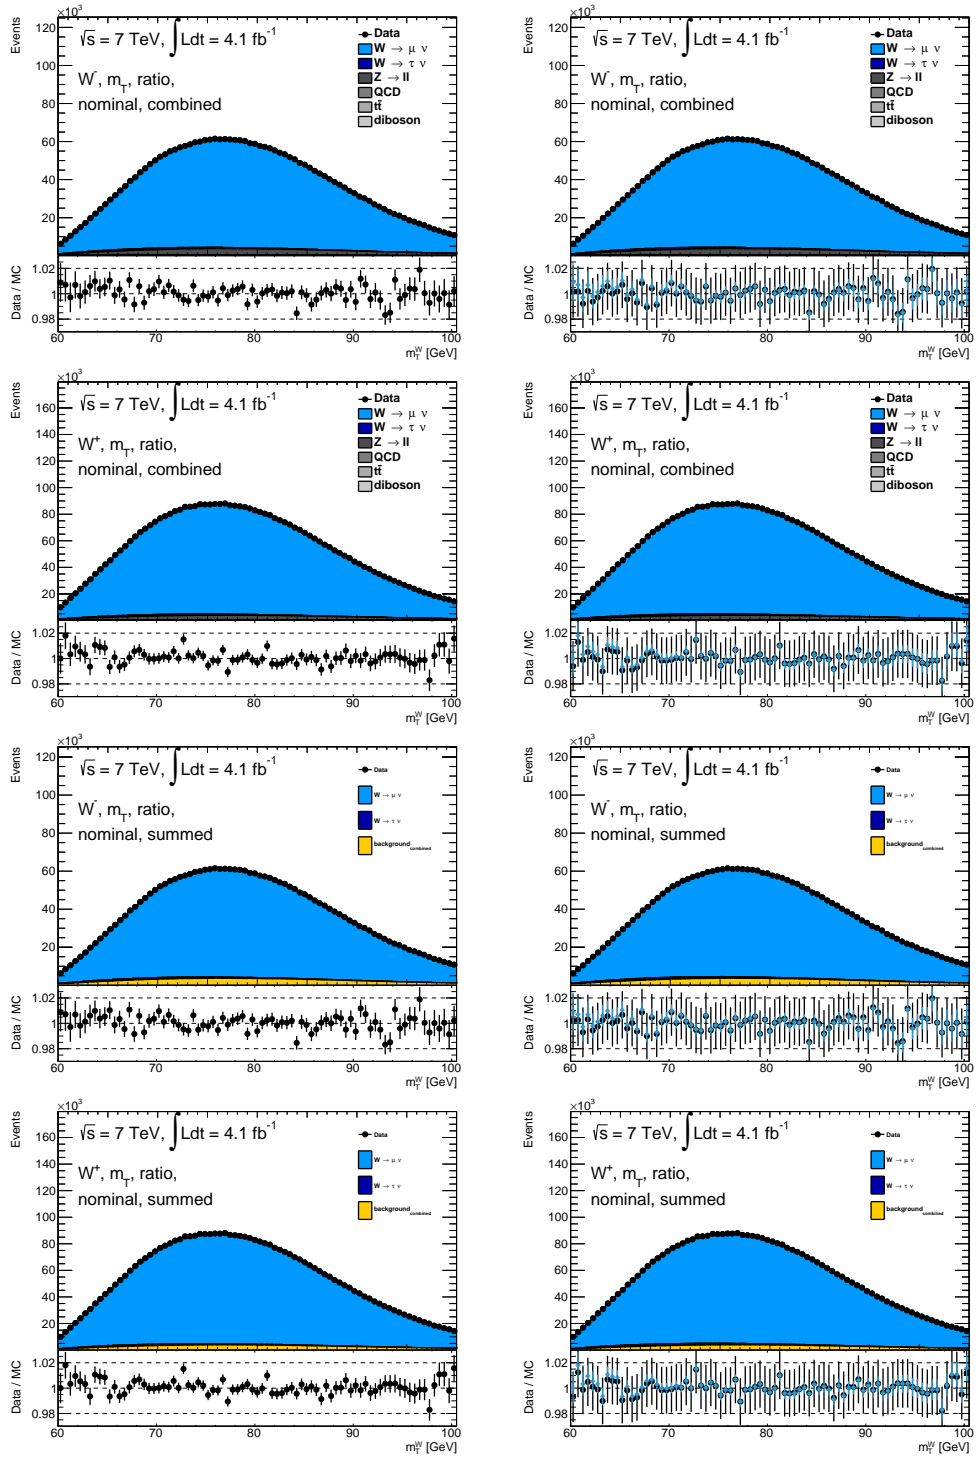 ×10³ ×10³
Events √s = 7 TeV, ∫Ldt = 4.1 fb⁻¹ Data Events √s = 7 TeV, ∫Ldt = 4.1 fb⁻¹ Data
120 W → μ ν 120 W → μ ν
W → τ ν W → τ ν
100 W⁻, m_T, ratio, Z → ll 100 W⁻, m_T, ratio, Z → ll
QCD QCD
nominal, combined tt̄ nominal, combined tt̄
80 diboson 80 diboson
60 60
40 40
20 20
Data / MC 1.02 Data / MC 1.02
1 1
0.98 0.98
60 70 80 90 100 60 70 80 90 100
m_T^W [GeV] m_T^W [GeV]
×10³ ×10³
Events √s = 7 TeV, ∫Ldt = 4.1 fb⁻¹ Data Events √s = 7 TeV, ∫Ldt = 4.1 fb⁻¹ Data
160 W → μ ν 160 W → μ ν
140 W → τ ν 140 W → τ ν
W⁺, m_T, ratio, Z → ll W⁺, m_T, ratio, Z → ll
120 QCD 120 QCD
nominal, combined tt̄ nominal, combined tt̄
diboson diboson
100 100
80 80
60 60
40 40
20 20
Data / MC 1.02 Data / MC 1.02
1 1
0.98 0.98
60 70 80 90 100 60 70 80 90 100
m_T^W [GeV] m_T^W [GeV]
×10³ ×10³
Events √s = 7 TeV, ∫Ldt = 4.1 fb⁻¹ Data Events √s = 7 TeV, ∫Ldt = 4.1 fb⁻¹ Data
120 120
W → μ ν W → μ ν
100 W⁻, m_T, ratio, 100 W⁻, m_T, ratio,
W → τ ν W → τ ν
nominal, summed nominal, summed
background combined background combined
80 80
60 60
40 40
20 20
Data / MC 1.02 Data / MC 1.02
1 1
0.98 0.98
60 70 80 90 100 60 70 80 90 100
m_T^W [GeV] m_T^W [GeV]
×10³ ×10³
Events √s = 7 TeV, ∫Ldt = 4.1 fb⁻¹ Data Events √s = 7 TeV, ∫Ldt = 4.1 fb⁻¹ Data
160 160
W → μ ν W → μ ν
140 140
W⁺, m_T, ratio, W⁺, m_T, ratio,
W → τ ν W → τ ν
120 120
nominal, summed nominal, summed
background combined background combined
100 100
80 80
60 60
40 40
20 20
Data / MC 1.02 Data / MC 1.02
1 1
0.98 0.98
60 70 80 90 100 60 70 80 90 100
m_T^W [GeV] m_T^W [GeV]